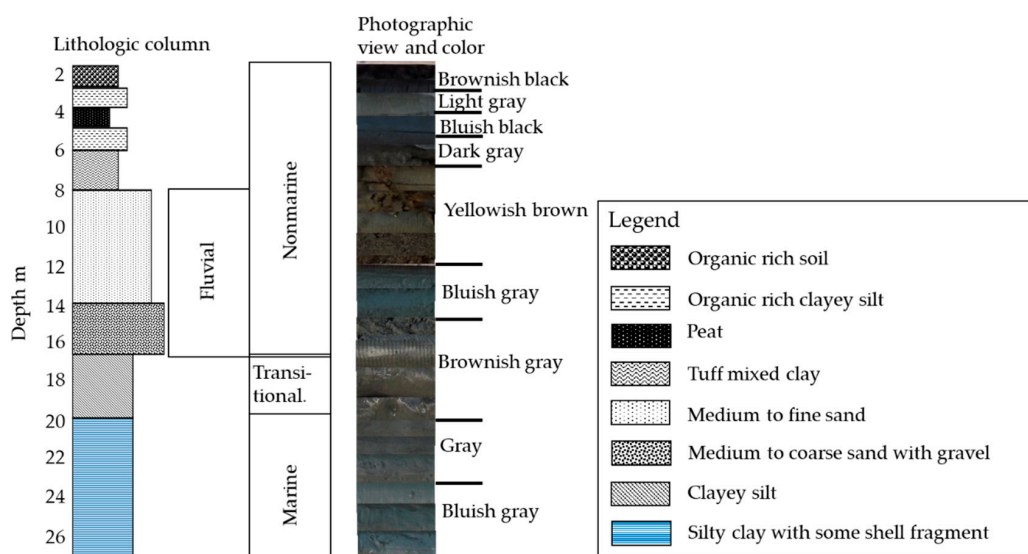 Lithologic column
Photographic
view and color
Depth m
2
4
6
8
10
12
14
16
18
20
22
24
26
Fluvial
Nonmarine
Transi-
tional.
Marine
Brownish black
Light gray
Bluish black
Dark gray
Yellowish brown
Bluish gray
Brownish gray
Gray
Bluish gray
Legend
Organic rich soil
Organic rich clayey silt
Peat
Tuff mixed clay
Medium to fine sand
Medium to coarse sand with gravel
Clayey silt
Silty clay with some shell fragment